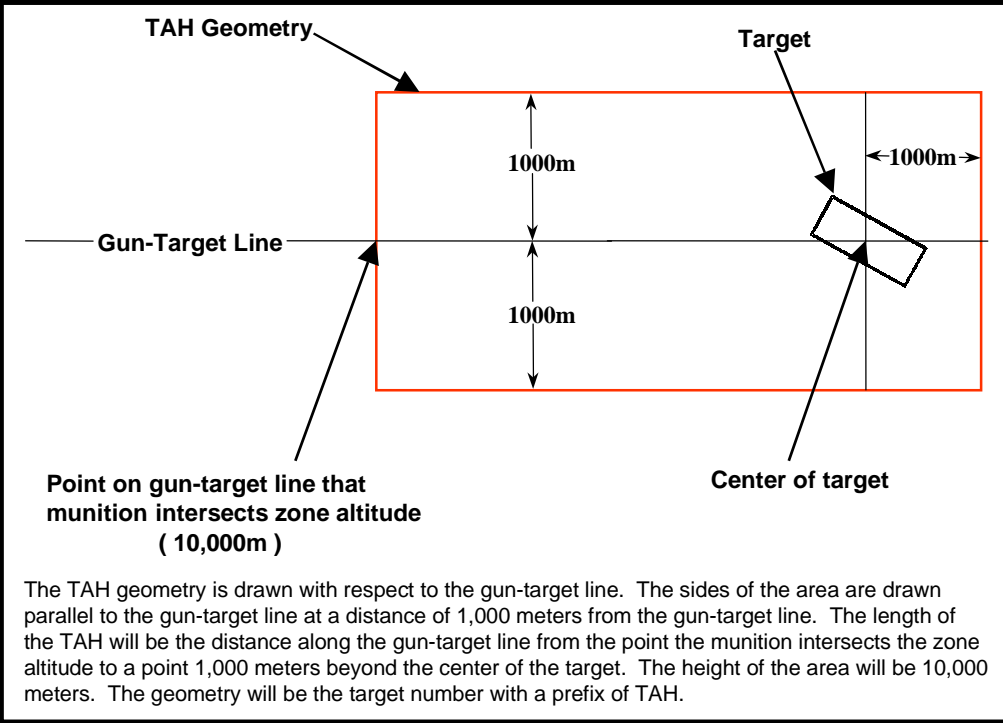 TAH Geometry
Target
1000m
1000m
Gun-Target Line
1000m
Point on gun-target line that
munition intersects zone altitude
( 10,000m )
Center of target
The TAH geometry is drawn with respect to the gun-target line. The sides of the area are drawn
parallel to the gun-target line at a distance of 1,000 meters from the gun-target line. The length of
the TAH will be the distance along the gun-target line from the point the munition intersects the zone
altitude to a point 1,000 meters beyond the center of the target. The height of the area will be 10,000
meters. The geometry will be the target number with a prefix of TAH.